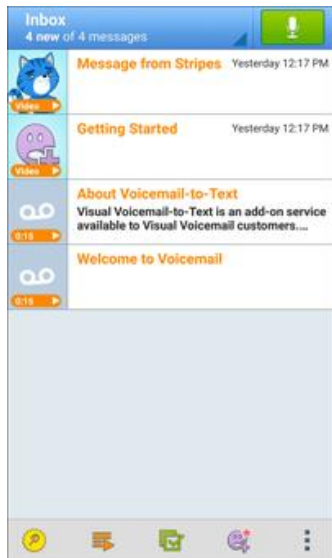 Inbox
4 new of 4 messages
Message from Stripes Yesterday 12:17 PM
Video
Getting Started Yesterday 12:17 PM
Video
About Voicemail-to-Text
Visual Voicemail-to-Text is an add-on service
available to Visual Voicemail customers....
0:15
Welcome to Voicemail
0:15